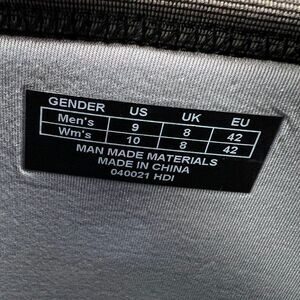 GENDER US UK EU
Men's 9 8 42
Wm's 10 8 42
MAN MADE MATERIALS
MADE IN CHINA
040021 HDI